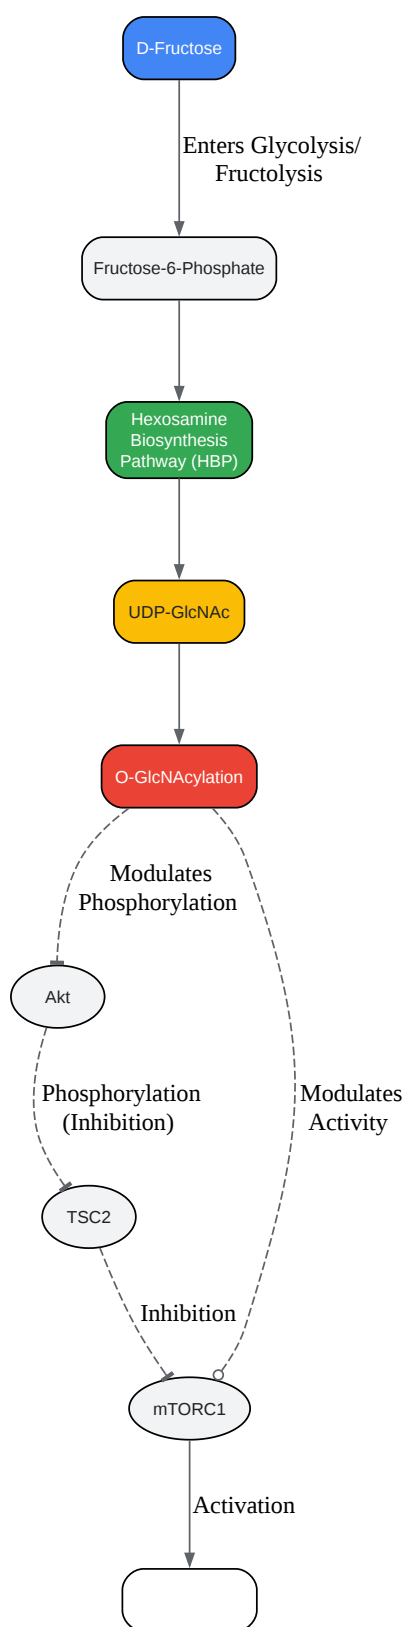 D-Fructose
Enters Glycolysis/
Fructolysis
Fructose-6-Phosphate
Hexosamine
Biosynthesis
Pathway (HBP)
UDP-GlcNAc
O-GlcNAcylation
Modulates
Phosphorylation
Akt
Phosphorylation
(Inhibition)
Modulates
Activity
TSC2
Inhibition
mTORC1
Activation